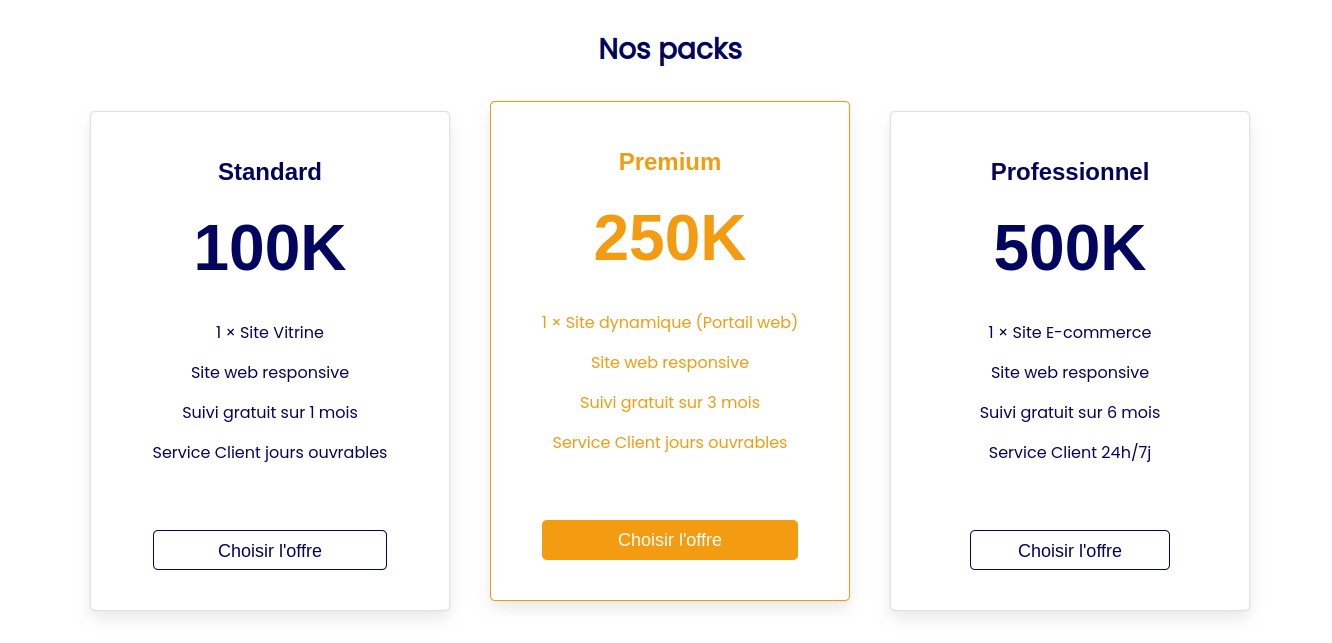 Nos packs
Standard
100K
1 × Site Vitrine
Site web responsive
Suivi gratuit sur 1 mois
Service Client jours ouvrables
Choisir l'offre
Premium
250K
1 × Site dynamique (Portail web)
Site web responsive
Suivi gratuit sur 3 mois
Service Client jours ouvrables
Choisir l'offre
Professionnel
500K
1 × Site E-commerce
Site web responsive
Suivi gratuit sur 6 mois
Service Client 24h/7j
Choisir l'offre